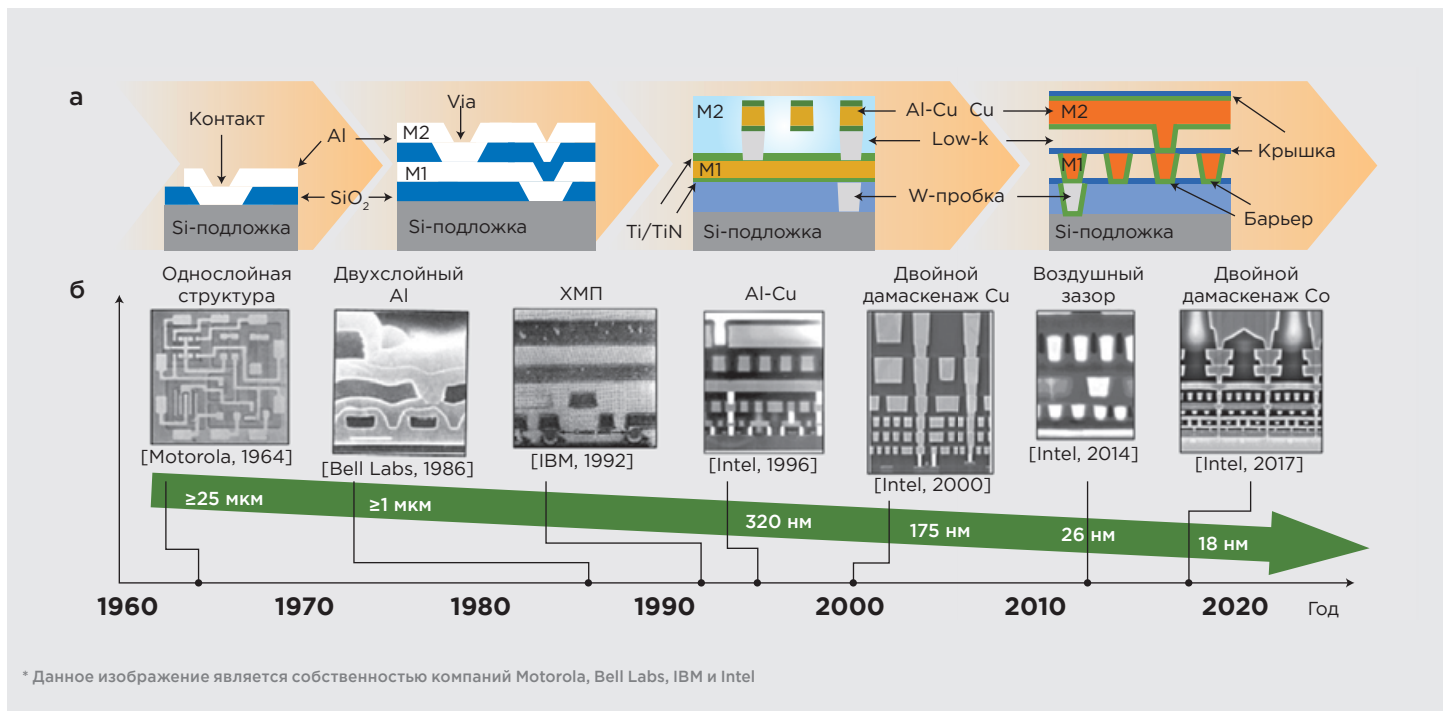 а
Контакт
Al
SiO2
Si-подложка
Via
M2
M1
Si-подложка
M2
M1
Ti/TiN
Si-подложка
Al-Cu Cu
Low-k
W-пробка
M2
M1
Si-подложка
Крышка
Барьер
б
Однослойная
структура
Двухслойный
Al
ХМП
Al-Cu
Двойной
дамаскенаж Cu
Воздушный
зазор
Двойной
дамаскенаж Co
[Motorola, 1964]
[Bell Labs, 1986]
[IBM, 1992]
[Intel, 1996]
[Intel, 2000]
[Intel, 2014]
[Intel, 2017]
≥25 мкм
≥1 мкм
320 нм
175 нм
26 нм
18 нм
1960 1970 1980 1990 2000 2010 2020 Год
* Данное изображение является собственностью компаний Motorola, Bell Labs, IBM и Intel